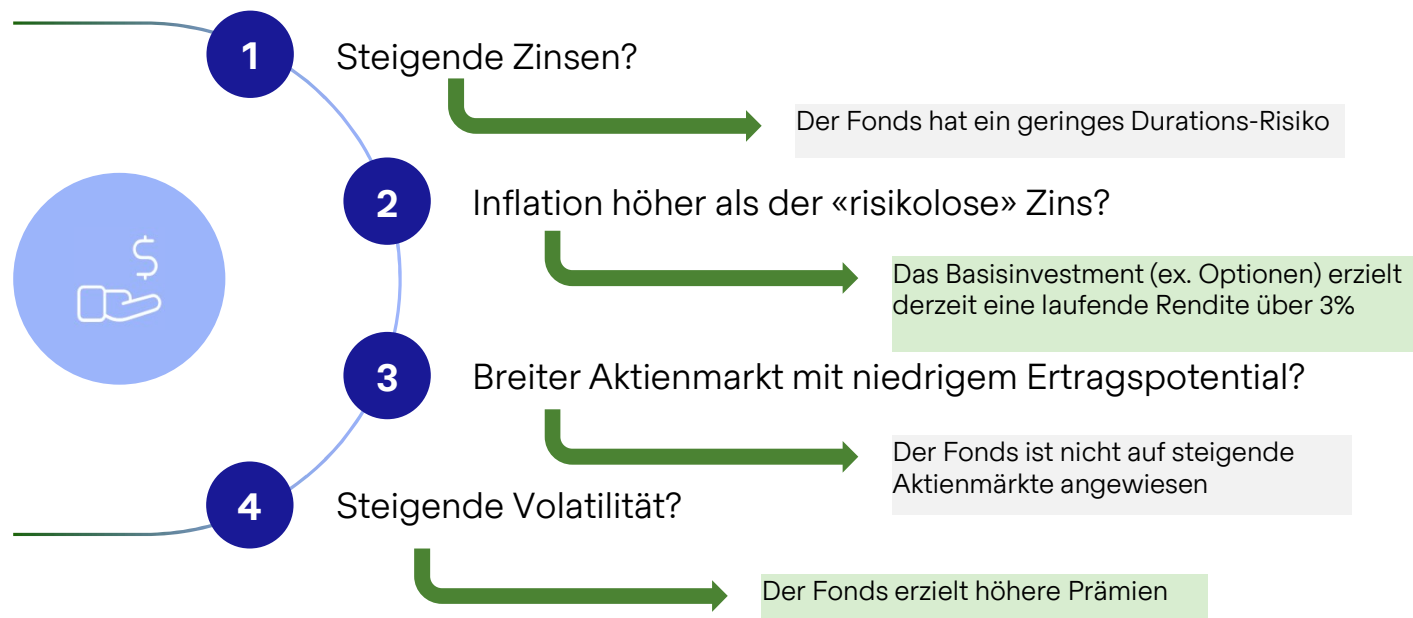 1
Steigende Zinsen?
Der Fonds hat ein geringes Durations-Risiko
2
Inflation höher als der «risikolose» Zins?
$
Das Basisinvestment (ex. Optionen) erzielt
derzeit eine laufende Rendite über 3%
3
Breiter Aktienmarkt mit niedrigem Ertragspotential?
Der Fonds ist nicht auf steigende
Aktienmärkte angewiesen
4
Steigende Volatilität?
Der Fonds erzielt höhere Prämien